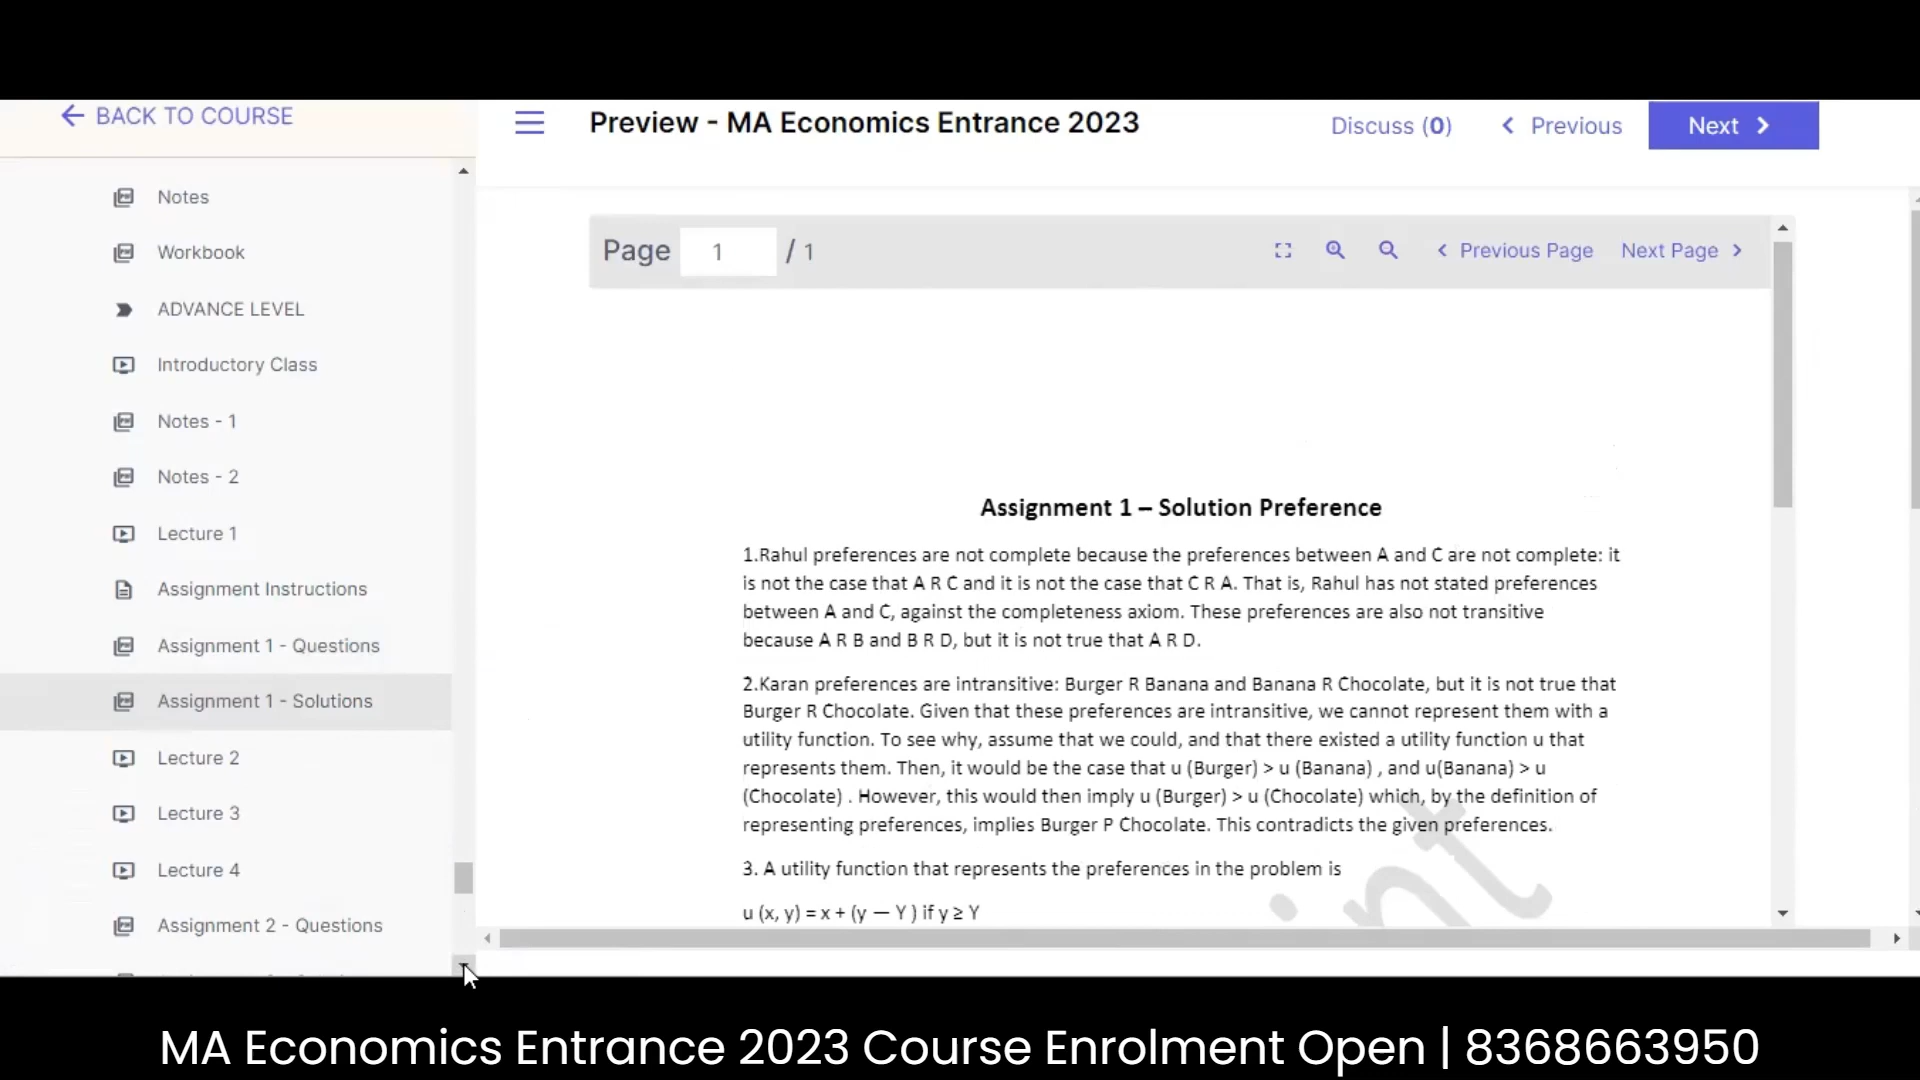 BACK TO COURSE
Preview - MA Economics Entrance 2023
Discuss (0)
Previous
Next
Notes
Workbook
ADVANCE LEVEL
Introductory Class
Notes - 1
Notes - 2
Lecture 1
Assignment Instructions
Assignment 1 - Questions
Assignment 1 - Solutions
Lecture 2
Lecture 3
Lecture 4
Assignment 2 - Questions
Page 1 / 1
Previous Page
Next Page
Assignment 1 – Solution Preference
1.Rahul preferences are not complete because the preferences between A and C are not complete: it
is not the case that A R C and it is not the case that C R A. That is, Rahul has not stated preferences
between A and C, against the completeness axiom. These preferences are also not transitive
because A R B and B R D, but it is not true that A R D.
2.Karan preferences are intransitive: Burger R Banana and Banana R Chocolate, but it is not true that
Burger R Chocolate. Given that these preferences are intransitive, we cannot represent them with a
utility function. To see why, assume that we could, and that there existed a utility function u that
represents them. Then, it would be the case that u (Burger) > u (Banana) , and u(Banana) > u
(Chocolate) . However, this would then imply u (Burger) > u (Chocolate) which, by the definition of
representing preferences, implies Burger P Chocolate. This contradicts the given preferences.
3. A utility function that represents the preferences in the problem is
u (x, y) = x + (y — Y ) if y ≥ Y
int
MA Economics Entrance 2023 Course Enrolment Open | 8368663950